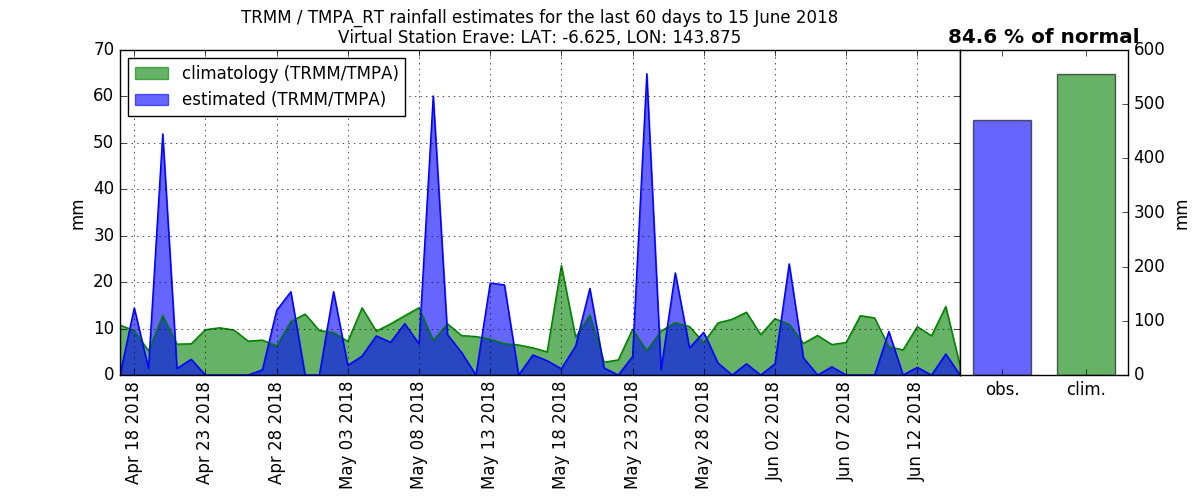 TRMM / TMPA_RT rainfall estimates for the last 60 days to 15 June 2018
Virtual Station Erave: LAT: -6.625, LON: 143.875
84.6 % of normal
climatology (TRMM/TMPA)
estimated (TRMM/TMPA)
mm
70
60
50
40
30
20
10
0
Apr 18 2018
Apr 23 2018
Apr 28 2018
May 03 2018
May 08 2018
May 13 2018
May 18 2018
May 23 2018
May 28 2018
Jun 02 2018
Jun 07 2018
Jun 12 2018
600
500
400
300
200
100
0
mm
obs.
clim.